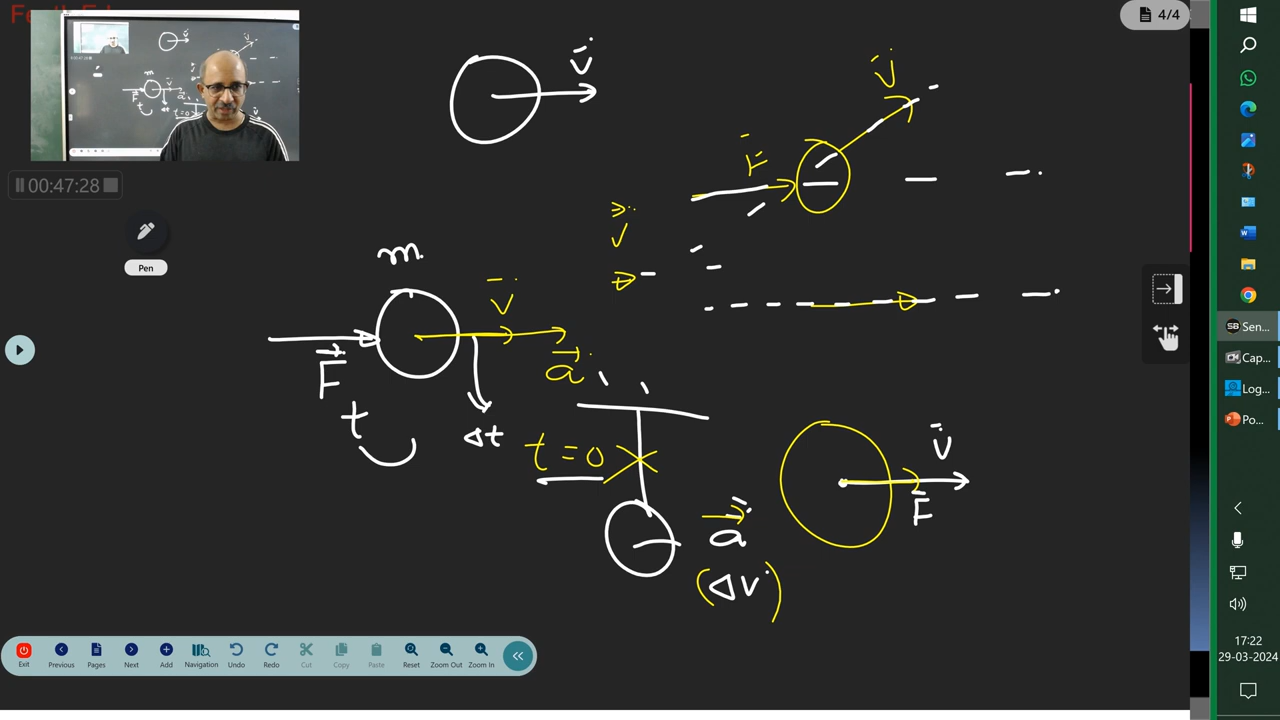 4/4
00:47:28
Pen
V
V
F
V
m
V
F
a
t
Δt
t = 0
a
(ΔV)
V
F
Exit
Previous
Pages
Next
Add
Navigation
Undo
Redo
Cut
Copy
Paste
Reset
Zoom Out
Zoom In
SB Sen...
Cap...
Log...
Po...
17:22
29-03-2024